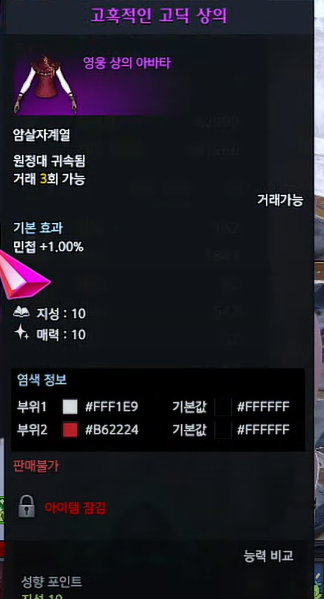 고혹적인 고딕 상의
영웅 상의 아바타
암살자계열
원정대 귀속됨
거래 3회 가능
거래가능
기본 효과
민첩 +1.00%
지성 : 10
매력 : 10
염색 정보
부위1 #FFF1E9 기본값 #FFFFFF
부위2 #B62224 기본값 #FFFFFF
판매불가
아이템 잠김
능력 비교
성향 포인트
지성 10